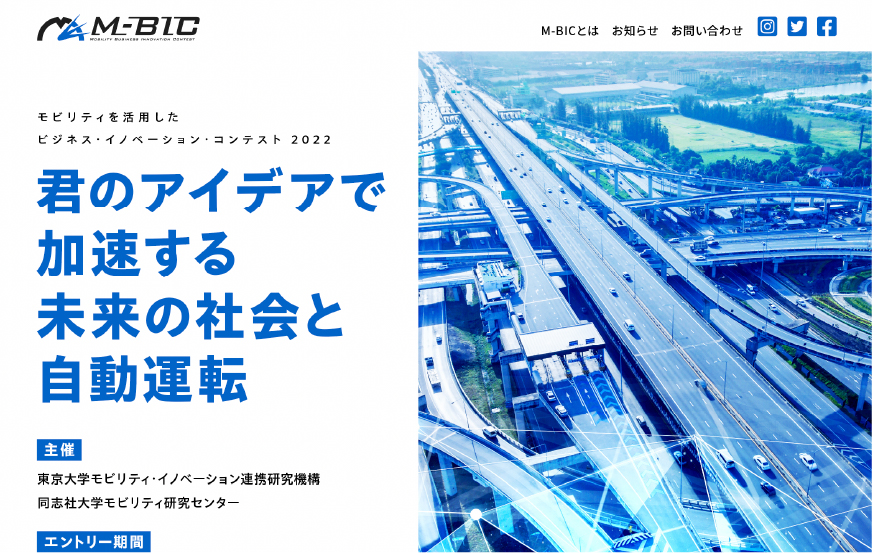 M-BIC
MOBILITY BUSINESS INNOVATION CONTEST
M-BICとは お知らせ お問い合わせ
モビリティを活用した
ビジネス・イノベーション・コンテスト 2022
君のアイデアで
加速する
未来の社会と
自動運転
主催
東京大学モビリティ・イノベーション連携研究機構
同志社大学モビリティ研究センター
エントリー期間